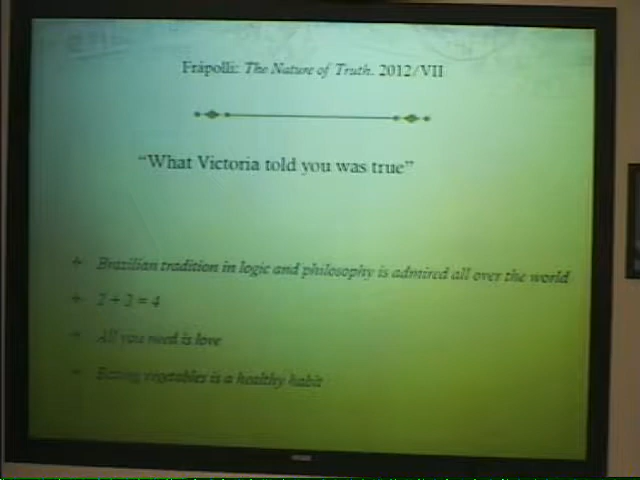 Frápolli: The Nature of Truth. 2012/VII
“What Victoria told you was true”
Brazilian tradition in logic and philosophy is admired all over the world
2 + 2 = 4
All you need is love
Eating vegetables is a healthy habit